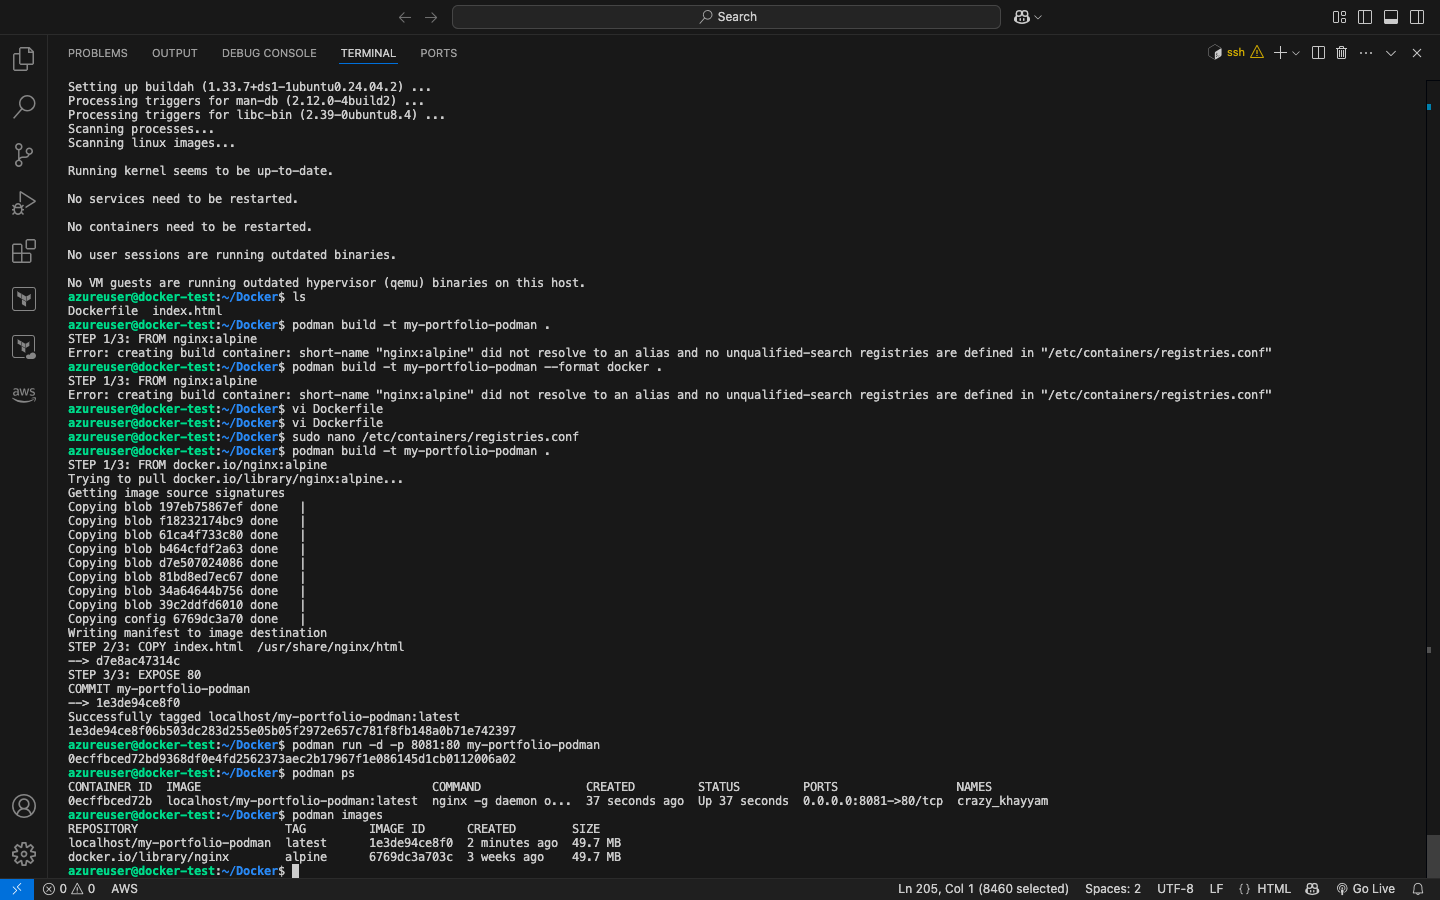 Search
PROBLEMS OUTPUT DEBUG CONSOLE TERMINAL PORTS
ssh
Setting up buildah (1.33.7+ds1-1ubuntu0.24.04.2) ...
Processing triggers for man-db (2.12.0-4build2) ...
Processing triggers for libc-bin (2.39-0ubuntu8.4) ...
Scanning processes...
Scanning linux images...
Running kernel seems to be up-to-date.
No services need to be restarted.
No containers need to be restarted.
No user sessions are running outdated binaries.
No VM guests are running outdated hypervisor (qemu) binaries on this host.
azureuser@docker-test:~/Docker$ ls
Dockerfile  index.html
azureuser@docker-test:~/Docker$ podman build -t my-portfolio-podman .
STEP 1/3: FROM nginx:alpine
Error: creating build container: short-name "nginx:alpine" did not resolve to an alias and no unqualified-search registries are defined in "/etc/containers/registries.conf"
azureuser@docker-test:~/Docker$ podman build -t my-portfolio-podman --format docker .
STEP 1/3: FROM nginx:alpine
Error: creating build container: short-name "nginx:alpine" did not resolve to an alias and no unqualified-search registries are defined in "/etc/containers/registries.conf"
azureuser@docker-test:~/Docker$ vi Dockerfile
azureuser@docker-test:~/Docker$ vi Dockerfile
azureuser@docker-test:~/Docker$ sudo nano /etc/containers/registries.conf
azureuser@docker-test:~/Docker$ podman build -t my-portfolio-podman .
STEP 1/3: FROM docker.io/nginx:alpine
Trying to pull docker.io/library/nginx:alpine...
Getting image source signatures
Copying blob 197eb75867ef done   |
Copying blob f18232174bc9 done   |
Copying blob 61ca4f733c80 done   |
Copying blob b464cfdf2a63 done   |
Copying blob d7e507024086 done   |
Copying blob 81bd8ed7ec67 done   |
Copying blob 34a64644b756 done   |
Copying blob 39c2ddfd6010 done   |
Copying config 6769dc3a70 done   |
Writing manifest to image destination
STEP 2/3: COPY index.html  /usr/share/nginx/html
--> d7e8ac47314c
STEP 3/3: EXPOSE 80
COMMIT my-portfolio-podman
--> 1e3de94ce8f0
Successfully tagged localhost/my-portfolio-podman:latest
1e3de94ce8f06b503dc283d255e05b05f2972e657c781f8fb148a0b71e742397
azureuser@docker-test:~/Docker$ podman run -d -p 8081:80 my-portfolio-podman
0ecffbced72bd9368df0e4fd2562373aec2b17967f1e086145d1cb0112006a02
azureuser@docker-test:~/Docker$ podman ps
CONTAINER ID  IMAGE                                 COMMAND               CREATED         STATUS         PORTS                 NAMES
0ecffbced72b  localhost/my-portfolio-podman:latest  nginx -g daemon o...  37 seconds ago  Up 37 seconds  0.0.0.0:8081->80/tcp  crazy_khayyam
azureuser@docker-test:~/Docker$ podman images
REPOSITORY                     TAG         IMAGE ID      CREATED        SIZE
localhost/my-portfolio-podman  latest      1e3de94ce8f0  2 minutes ago  49.7 MB
docker.io/library/nginx        alpine      6769dc3a703c  3 weeks ago    49.7 MB
azureuser@docker-test:~/Docker$
aws
0 0 AWS Ln 205, Col 1 (8460 selected) Spaces: 2 UTF-8 LF {} HTML Go Live